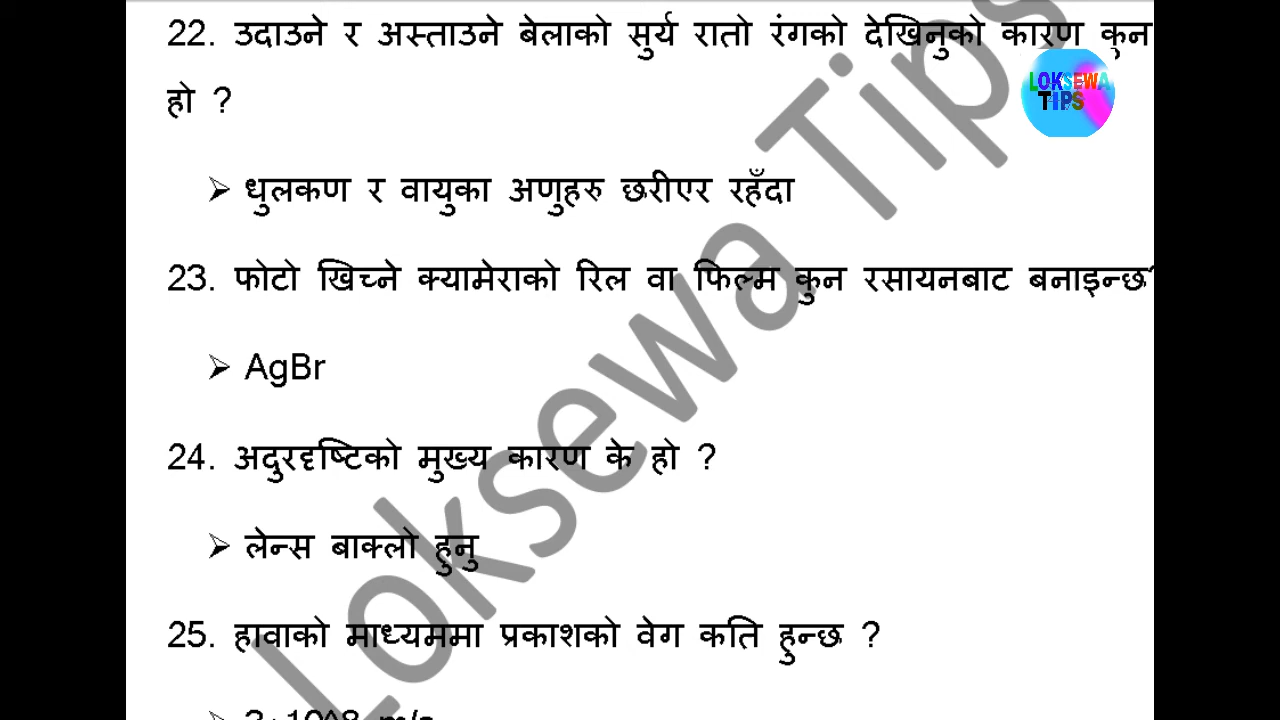 22. उदाउने र अस्ताउने बेलाको सुर्य रातो रंगको देखिनुको कारण कुन
हो ?
LOKSEWA
TIPS
➢ धुलकण र वायुका अणुहरु छरीएर रहँदा
23. फोटो खिच्ने क्यामेराको रिल वा फिल्म कुन रसायनबाट बनाइन्छ
➢ AgBr
24. अदुरदृष्टिको मुख्य कारण के हो ?
➢ लेन्स बाक्लो हुनु
25. हावाको माध्यममा प्रकाशको वेग कति हुन्छ ?
Loksewa Tips